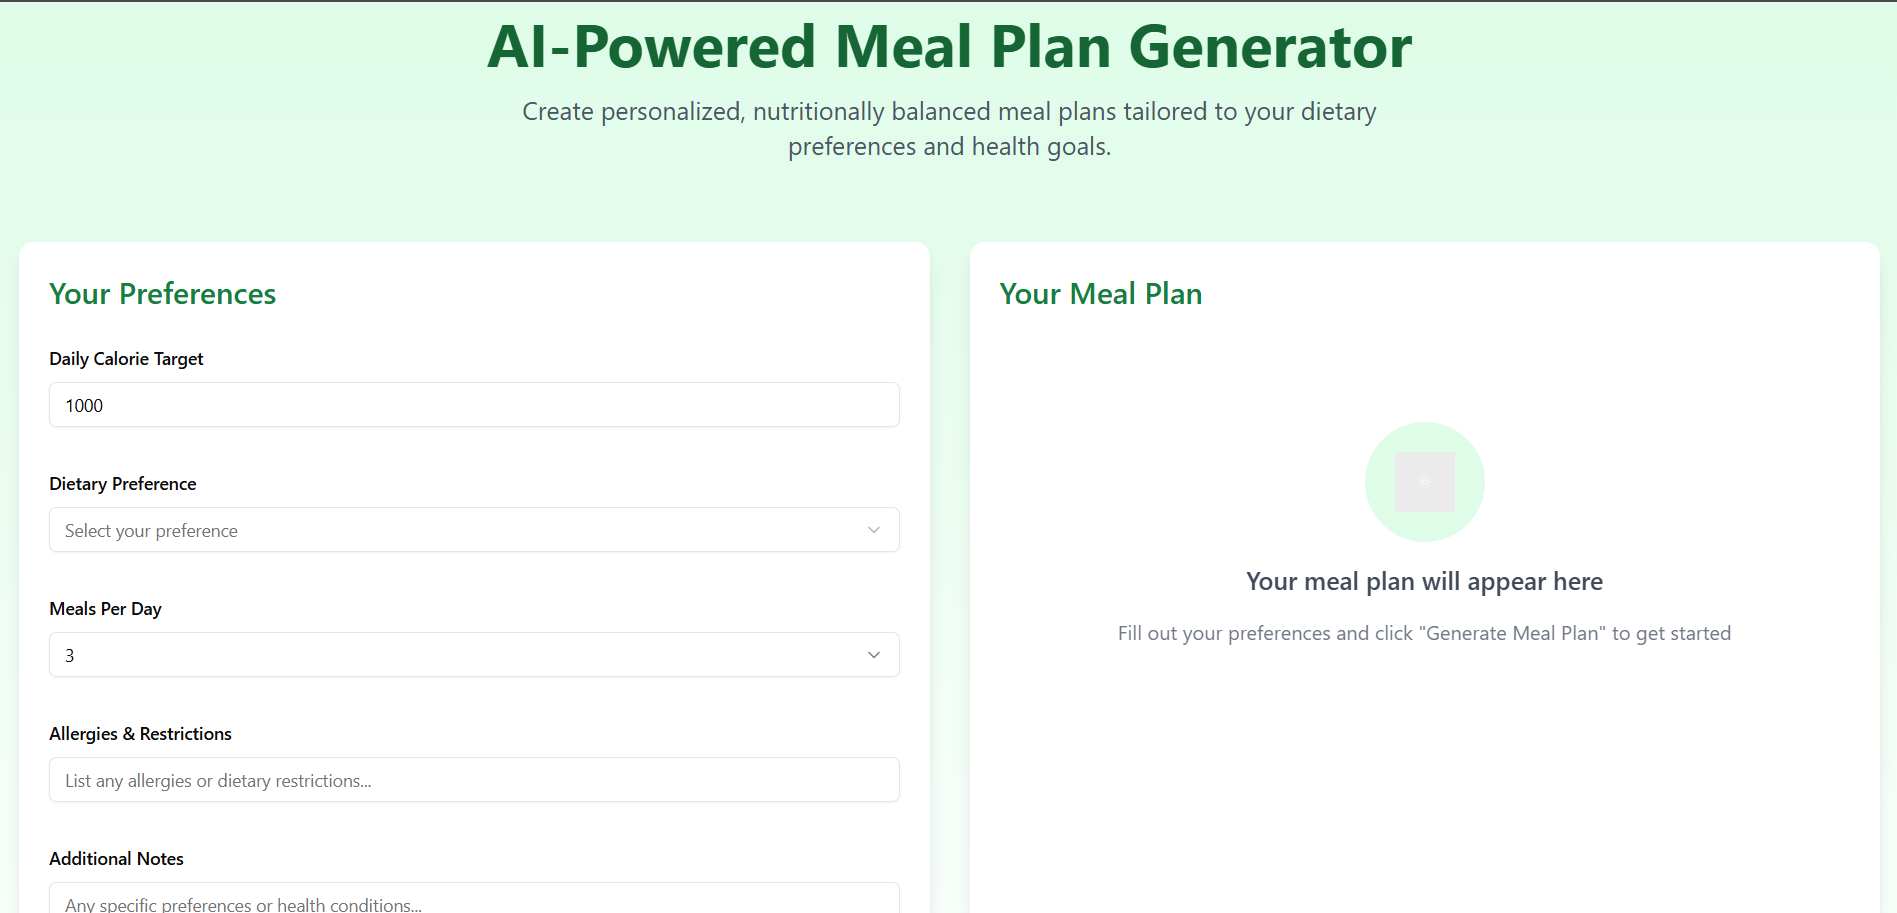 AI-Powered Meal Plan Generator
Create personalized, nutritionally balanced meal plans tailored to your dietary
preferences and health goals.
Your Preferences
Daily Calorie Target
1000
Dietary Preference
Select your preference
Meals Per Day
3
Allergies & Restrictions
List any allergies or dietary restrictions...
Additional Notes
Any specific preferences or health conditions...
Your Meal Plan
Your meal plan will appear here
Fill out your preferences and click "Generate Meal Plan" to get started